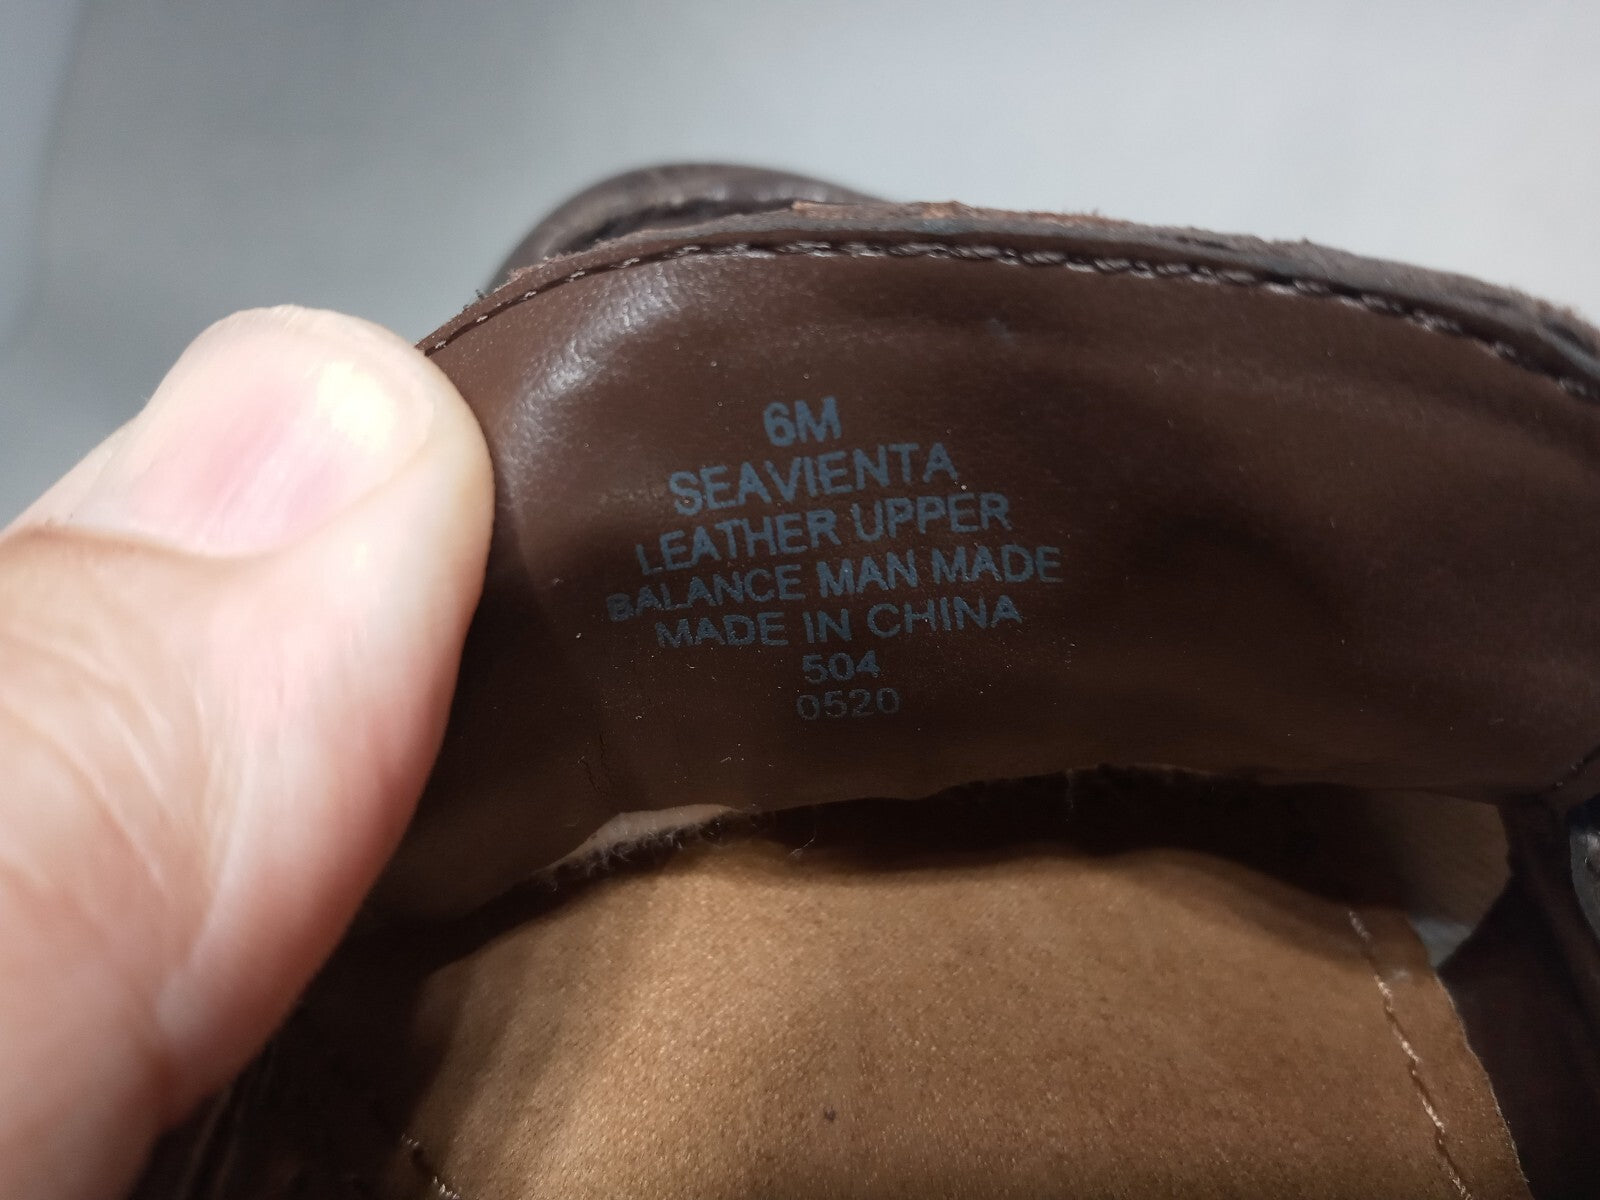 6M
SEAVIENTA
LEATHER UPPER
BALANCE MAN MADE
MADE IN CHINA
504
0520